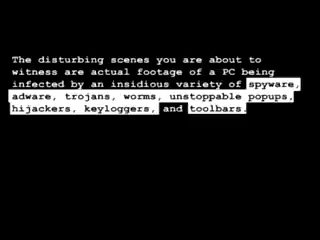 The disturbing scenes you are about to
witness are actual footage of a PC being
infected by an insidious variety of spyware,
adware, trojans, worms, unstoppable popups,
hijackers, keyloggers, and toolbars.